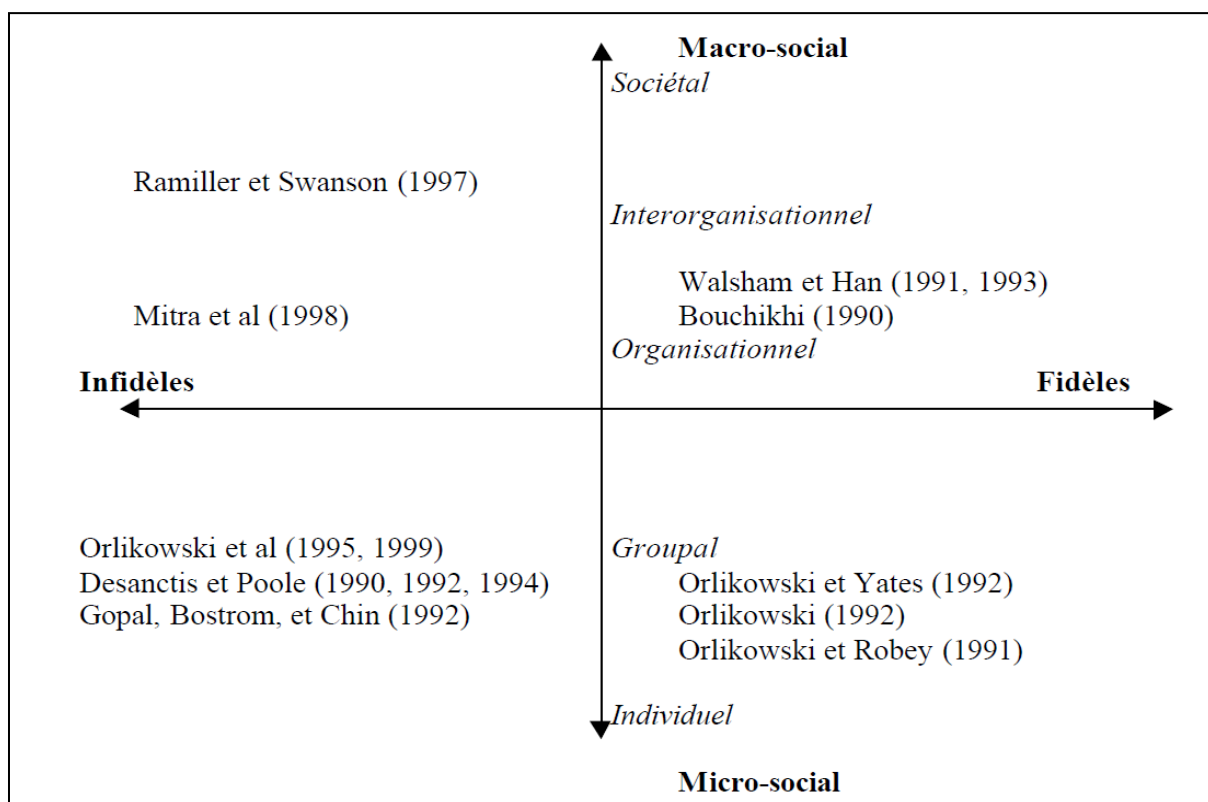 Macro-social
Sociétal
Ramiller et Swanson (1997)
Interorganisationnel
Walsham et Han (1991, 1993)
Mitra et al (1998)
Bouchikhi (1990)
Organisationnel
Infidèles
Fidèles
Orlikowski et al (1995, 1999)
Groupal
Desanctis et Poole (1990, 1992, 1994)
Orlikowski et Yates (1992)
Gopal, Bostrom, et Chin (1992)
Orlikowski (1992)
Orlikowski et Robey (1991)
Individuel
Micro-social